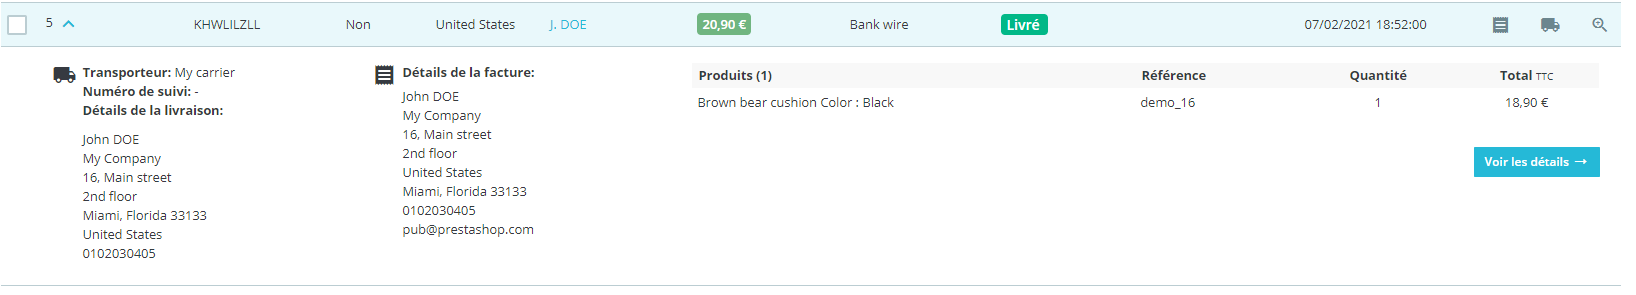 5 KHWLILZLL Non United States J. DOE 20,90 € Bank wire Livré 07/02/2021 18:52:00
Transporteur: My carrier
Numéro de suivi: -
Détails de la livraison:
John DOE
My Company
16, Main street
2nd floor
Miami, Florida 33133
United States
0102030405
Détails de la facture:
John DOE
My Company
16, Main street
2nd floor
United States
Miami, Florida 33133
0102030405
pub@prestashop.com
Produits (1) Référence Quantité Total TTC
Brown bear cushion Color : Black demo_16 1 18,90 €
Voir les détails →